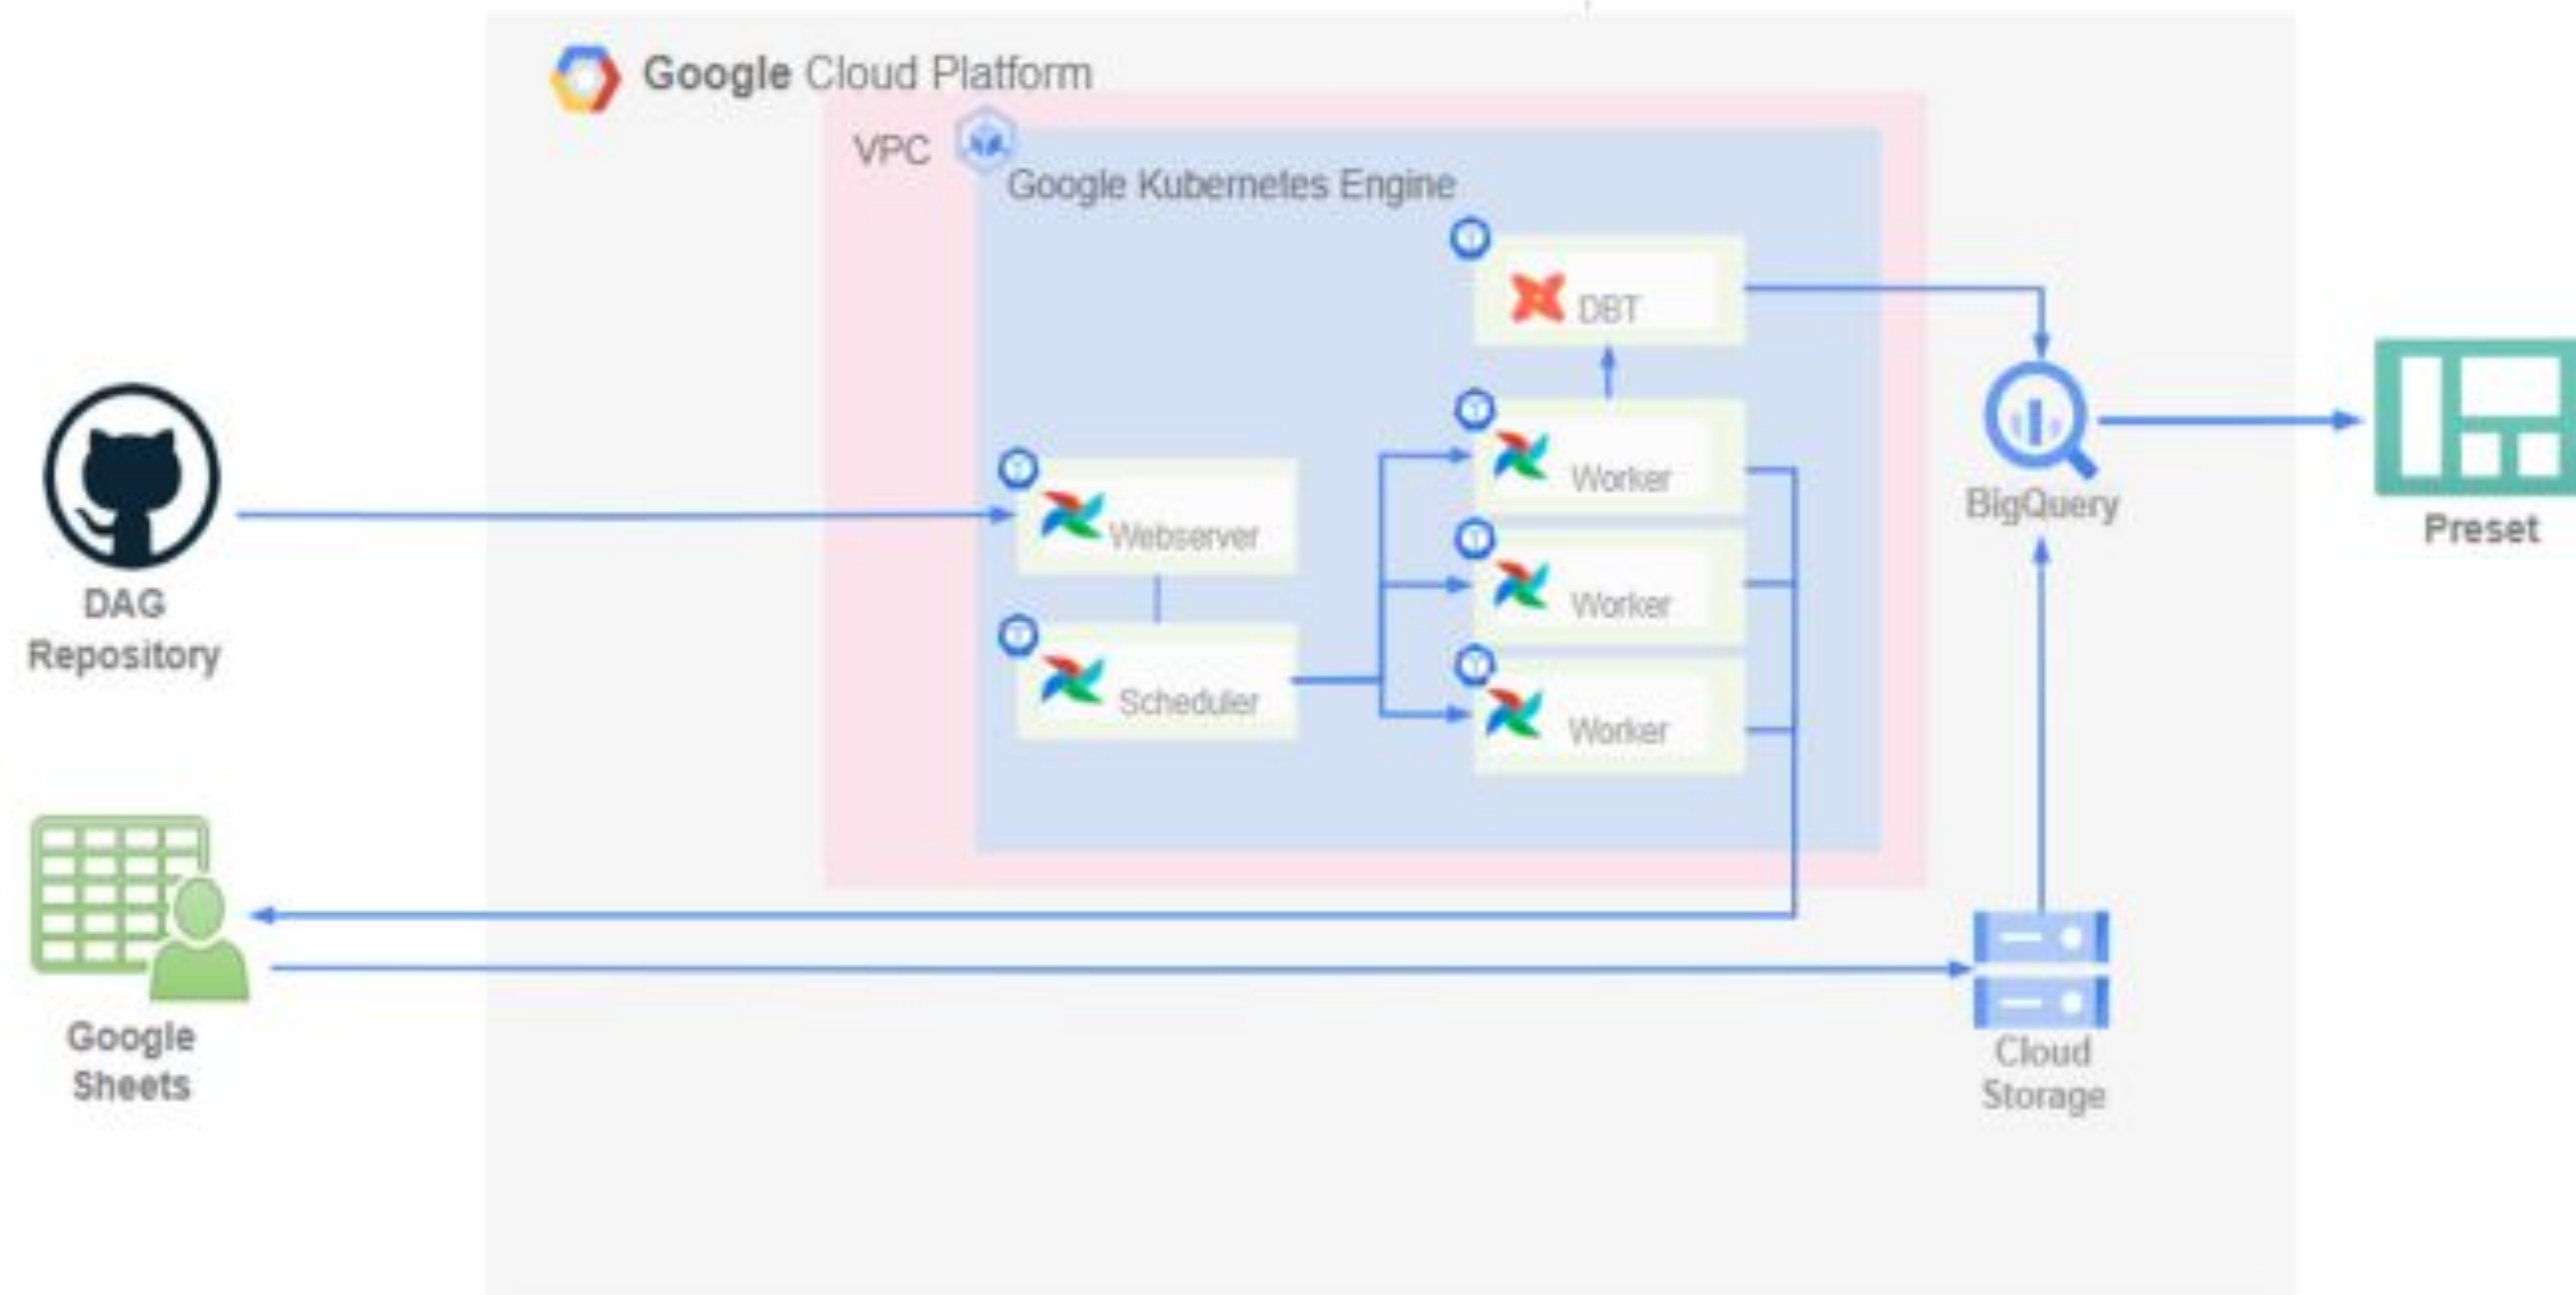 Google Cloud Platform
VPC
Google Kubernetes Engine
DBT
Worker
Webserver
Worker
Scheduler
Worker
DAG
Repository
BigQuery
Preset
Google
Sheets
Cloud
Storage